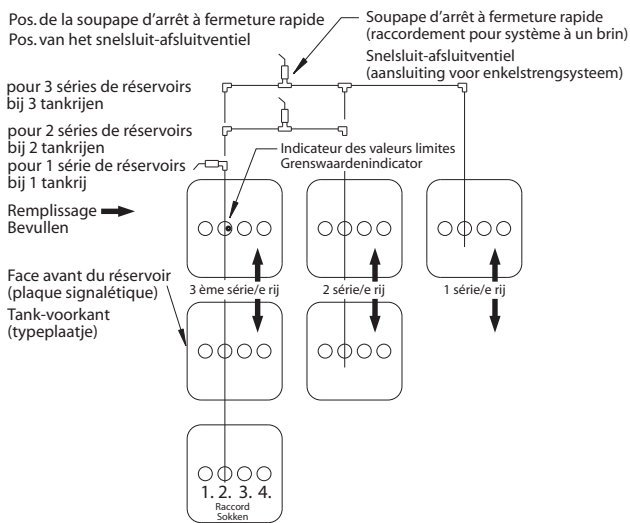 Pos. de la soupape d'arrêt à fermeture rapide
Pos. van het snelsluit-afsluitventiel
Soupape d'arrêt à fermeture rapide
(raccordement pour système à un brin)
Snelsluit-afsluitventiel
(aansluiting voor enkelstrengsysteem)
pour 3 séries de réservoirs
bij 3 tankrijen
pour 2 séries de réservoirs
bij 2 tankrijen
pour 1 série de réservoirs
bij 1 tankrij
Indicateur des valeurs limites
Grenswaardenindicator
Remplissage
Bevullen
Face avant du réservoir
(plaque signalétique)
Tank-voorkant
(typeplaatje)
3 ème série/e rij
2 série/e rij
1 série/e rij
1. 2. 3. 4.
Raccord
Sokken